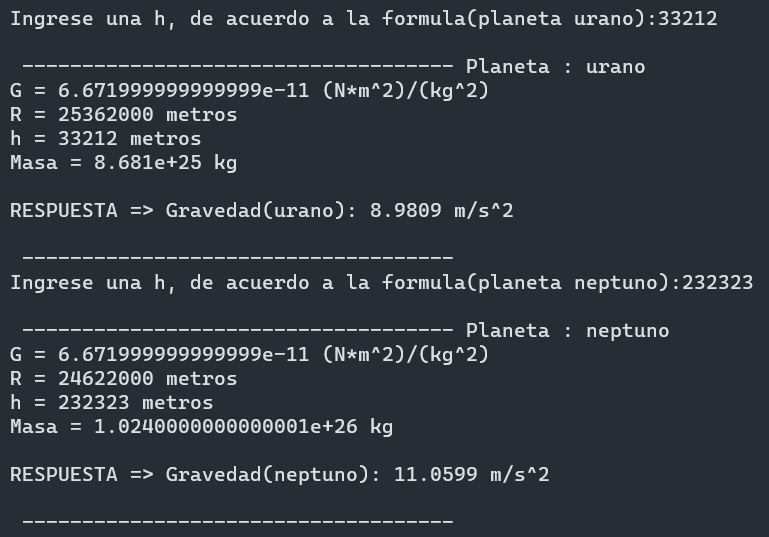 Ingrese una h, de acuerdo a la formula(planeta urano):33212
------------------------------------ Planeta : urano
G = 6.671999999999999e-11 (N*m^2)/(kg^2)
R = 25362000 metros
h = 33212 metros
Masa = 8.681e+25 kg
RESPUESTA => Gravedad(urano): 8.9809 m/s^2
------------------------------------
Ingrese una h, de acuerdo a la formula(planeta neptuno):232323
------------------------------------ Planeta : neptuno
G = 6.671999999999999e-11 (N*m^2)/(kg^2)
R = 24622000 metros
h = 232323 metros
Masa = 1.0240000000000001e+26 kg
RESPUESTA => Gravedad(neptuno): 11.0599 m/s^2
------------------------------------